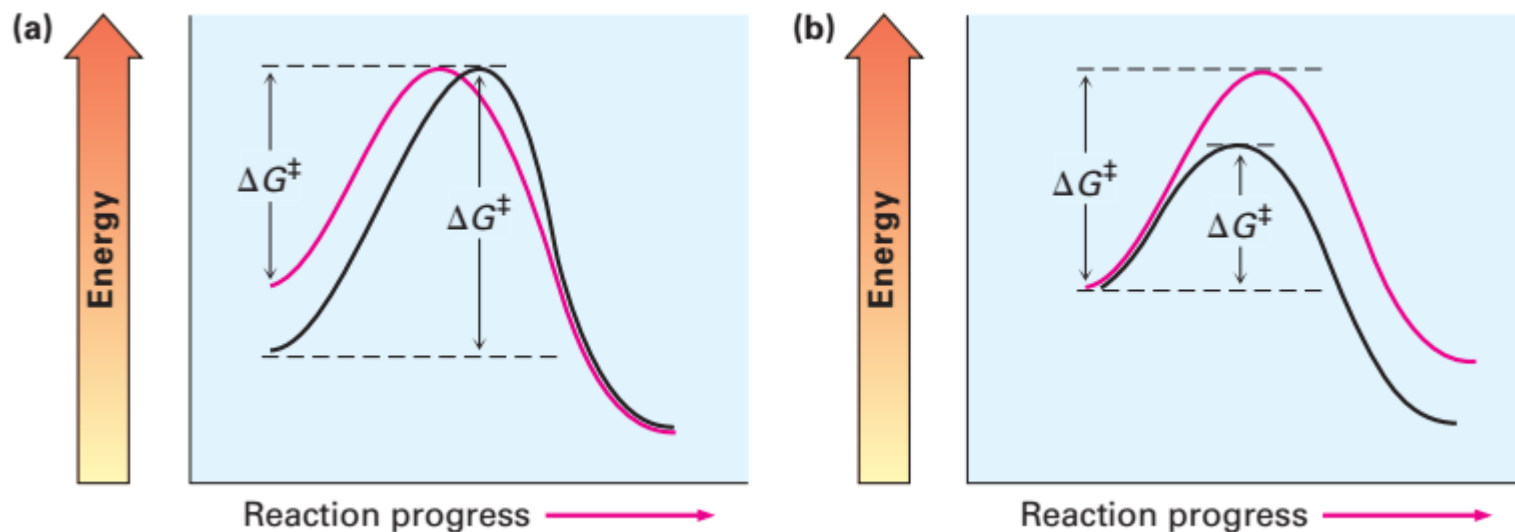 (a)
Energy
ΔG‡
ΔG‡
Reaction progress
(b)
Energy
ΔG‡
ΔG‡
Reaction progress